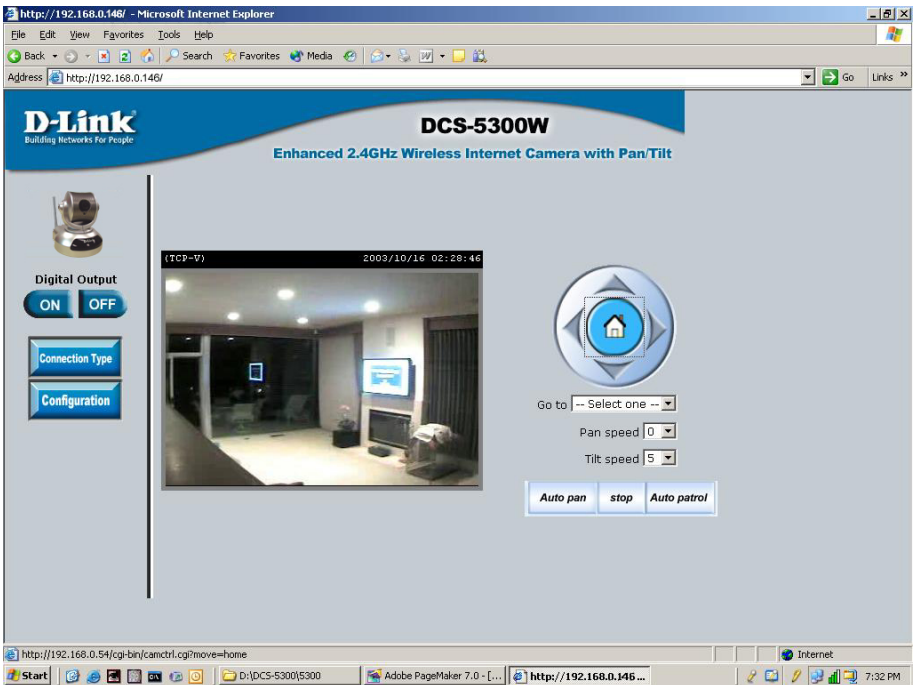 http://192.168.0.146/ - Microsoft Internet Explorer
File Edit View Favorites Tools Help
Back Search Favorites Media
Address http://192.168.0.146/ Go Links »
D-Link
Building Networks For People
DCS-5300W
Enhanced 2.4GHz Wireless Internet Camera with Pan/Tilt
(TCP-V) 2003/10/16 02:28:46
Digital Output
ON OFF
Connection Type
Configuration
Go to -- Select one --
Pan speed 0
Tilt speed 5
Auto pan stop Auto patrol
http://192.168.0.54/cgi-bin/camctrl.cgi?move=home Internet
Start D:\DCS-5300\5300 Adobe PageMaker 7.0 - [... http://192.168.0.146 ... 7:32 PM